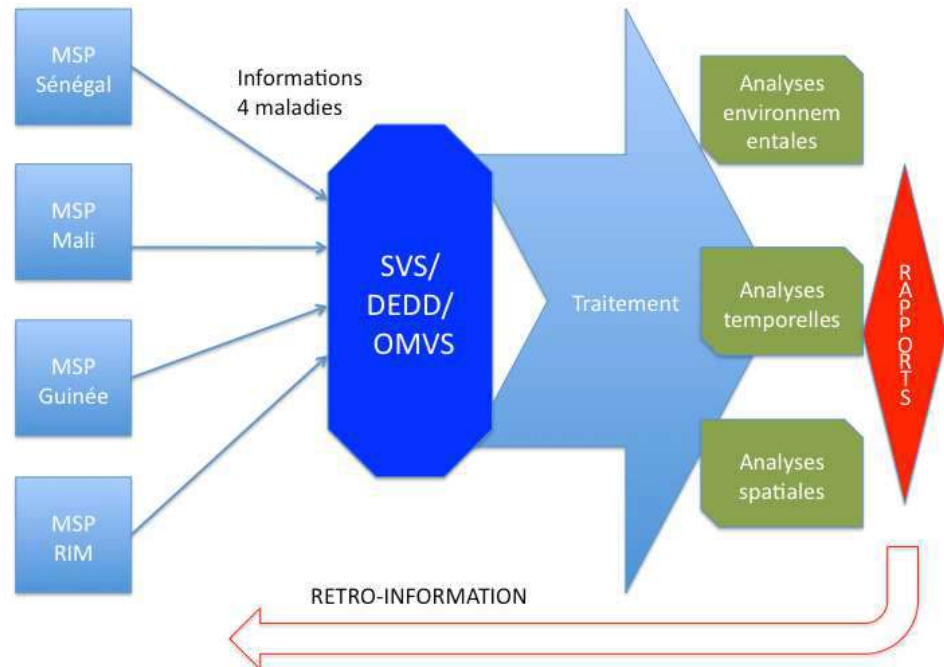 MSP
Sénégal
Informations
4 maladies
MSP
Mali
MSP
Guinée
MSP
RIM
SVS/
DEDD/
OMVS
Traitement
Analyses
environnem
entales
Analyses
temporelles
Analyses
spatiales
RAPPORTS
RETRO-INFORMATION